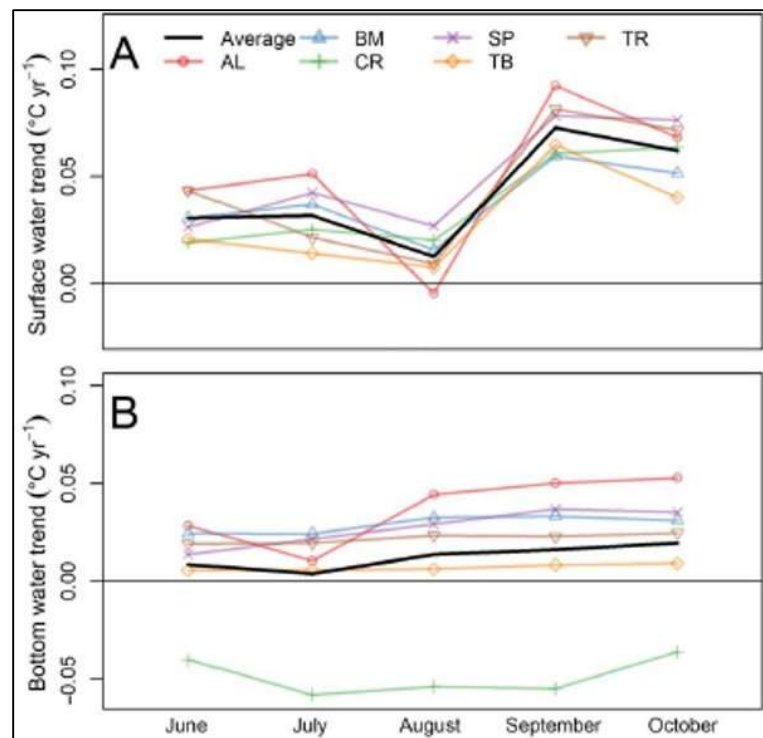 A
Average BM SP TR
AL CR TB
Surface water trend (°C yr⁻¹)
0.10
0.05
0.00
B
Bottom water trend (°C yr⁻¹)
0.10
0.05
0.00
−0.05
June July August September October